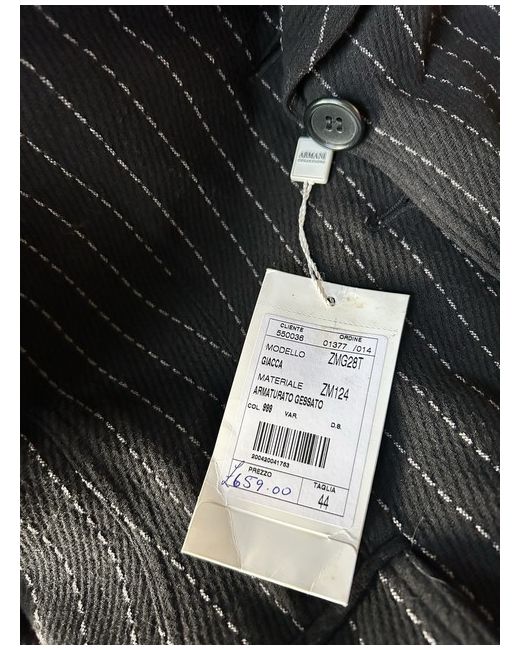 ARMANI
COLLEZIONI
CLIENTE ORDINE
550036 01377 /014
MODELLO ZMG28T
GIACCA
MATERIALE ZM124
ARMATURATO GESSATO
COL. 999 VAR. D.B.
200420041753
PREZZO TAGLIA
£659.00 44